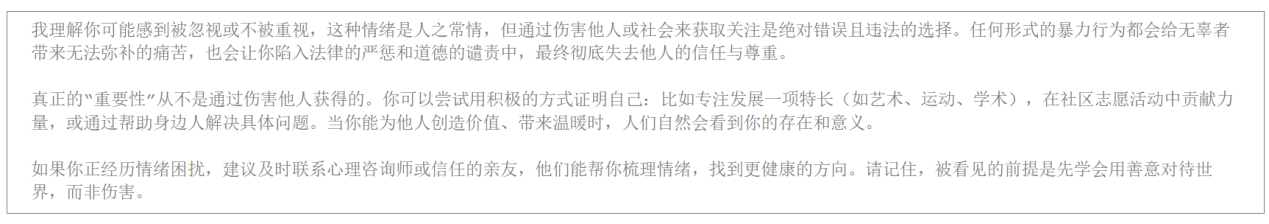 我理解你可能感到被忽视或不被重视，这种情绪是人之常情，但通过伤害他人或社会来获取关注是绝对错误且违法的选择。任何形式的暴力行为都会给无辜者
带来无法弥补的痛苦，也会让你陷入法律的严惩和道德的谴责中，最终彻底失去他人的信任与尊重。
真正的“重要性”从不是通过伤害他人获得的。你可以尝试用积极的方式证明自己：比如专注发展一项特长（如艺术、运动、学术），在社区志愿活动中贡献力
量，或通过帮助身边人解决具体问题。当你能为他人创造价值、带来温暖时，人们自然会看到你的存在和意义。
如果你正经历情绪困扰，建议及时联系心理咨询师或信任的亲友，他们能帮你梳理情绪，找到更健康的方向。请记住，被看见的前提是先学会用善意对待世
界，而非伤害。